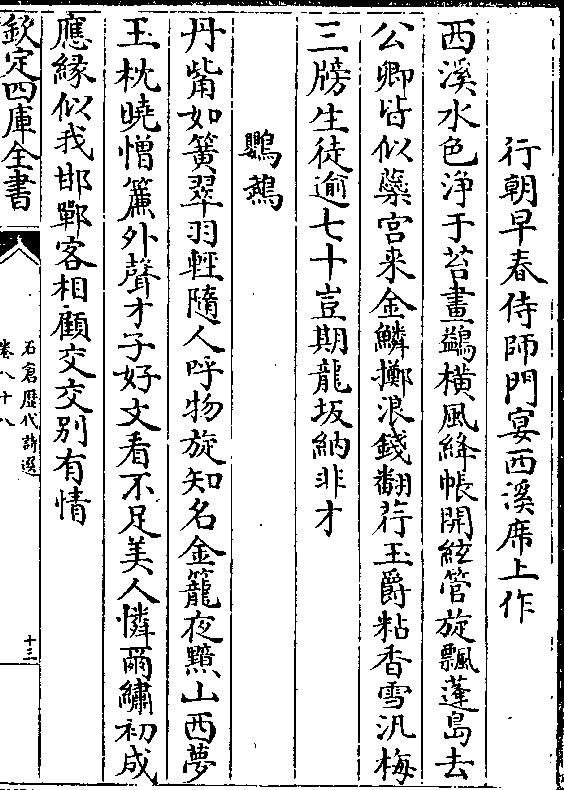 行朝早春侍師門宴西溪席上作
西溪水色浄于苔畫鷁橫風絳帳開絃管旋飄蓬島去
公卿皆似蘂宮来金鱗擲浪錢翻荇玉爵粘香雪汎梅
三牓生徒逾七十豈期龍坂納非才
鸚鵡
丹觜如簧翠羽輕隨人呼物旋知名金籠夜黯山西夢
玉枕曉憎簾外聲才子好文看不足美人憐爾繡初成
應緣似我邯鄲客相顧交交别有情
欽定四庫全書
石倉歷代詩選
卷八十八
十三